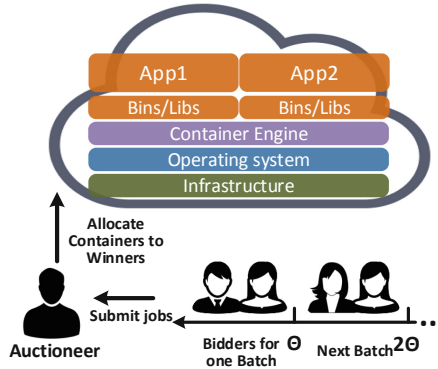 App1 App2
Bins/Libs Bins/Libs
Container Engine
Operating system
Infrastructure
Allocate
Containers to
Winners
Submit jobs
Auctioneer
Bidders for
one Batch
Θ
Next Batch
2Θ